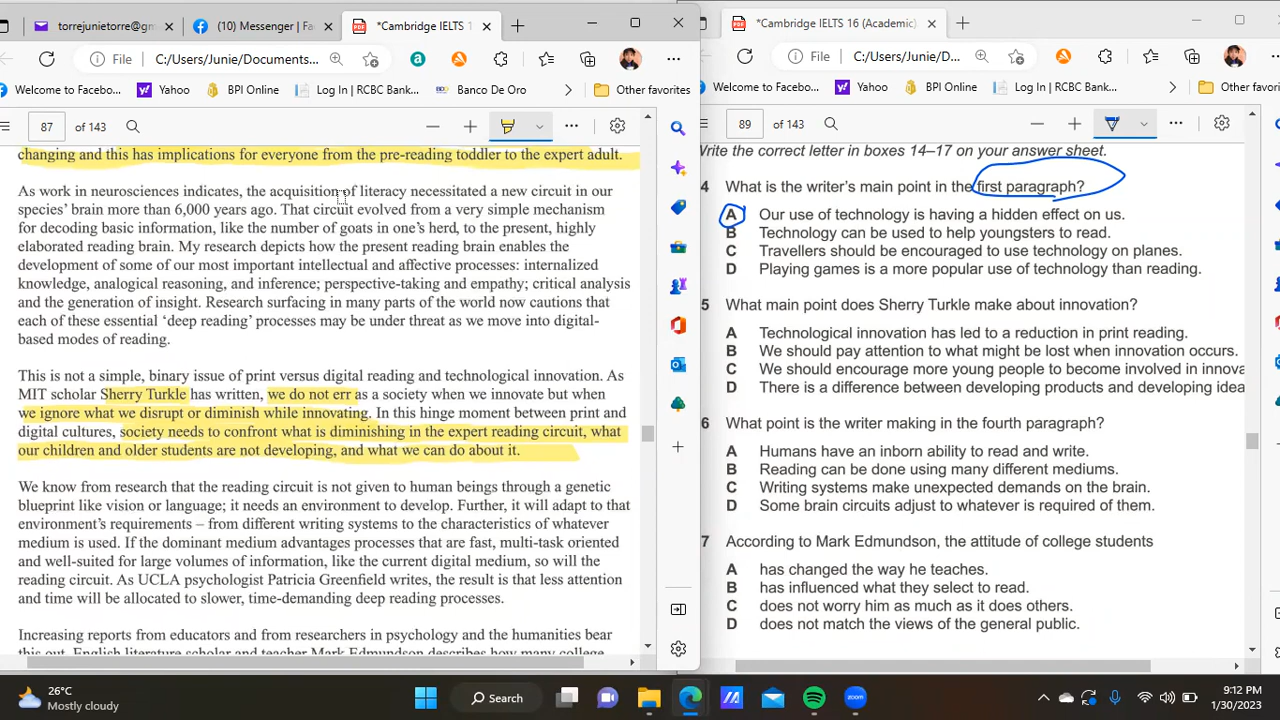 torrejunietorre@gm
(10) Messenger | Fa
*Cambridge IELTS 1
File
C:/Users/Junie/Documents...
Welcome to Facebo...
Yahoo
BPI Online
Log In | RCBC Bank...
Banco De Oro
Other favorites
87 of 143
changing and this has implications for everyone from the pre-reading toddler to the expert adult.
As work in neurosciences indicates, the acquisition of literacy necessitated a new circuit in our
species' brain more than 6,000 years ago. That circuit evolved from a very simple mechanism
for decoding basic information, like the number of goats in one's herd, to the present, highly
elaborated reading brain. My research depicts how the present reading brain enables the
development of some of our most important intellectual and affective processes: internalized
knowledge, analogical reasoning, and inference; perspective-taking and empathy; critical analysis
and the generation of insight. Research surfacing in many parts of the world now cautions that
each of these essential 'deep reading' processes may be under threat as we move into digital-
based modes of reading.
This is not a simple, binary issue of print versus digital reading and technological innovation. As
MIT scholar Sherry Turkle has written, we do not err as a society when we innovate but when
we ignore what we disrupt or diminish while innovating. In this hinge moment between print and
digital cultures, society needs to confront what is diminishing in the expert reading circuit, what
our children and older students are not developing, and what we can do about it.
We know from research that the reading circuit is not given to human beings through a genetic
blueprint like vision or language; it needs an environment to develop. Further, it will adapt to that
environment's requirements – from different writing systems to the characteristics of whatever
medium is used. If the dominant medium advantages processes that are fast, multi-task oriented
and well-suited for large volumes of information, like the current digital medium, so will the
reading circuit. As UCLA psychologist Patricia Greenfield writes, the result is that less attention
and time will be allocated to slower, time-demanding deep reading processes.
Increasing reports from educators and from researchers in psychology and the humanities bear
this out. English literature scholar and teacher Mark Edmundson describes how many college
*Cambridge IELTS 16 (Academic)
File
C:/Users/Junie/D...
Welcome to Facebo...
Yahoo
BPI Online
Log In | RCBC Bank...
Other favor
89 of 143
Write the correct letter in boxes 14–17 on your answer sheet.
4 What is the writer's main point in the first paragraph?
A Our use of technology is having a hidden effect on us.
B Technology can be used to help youngsters to read.
C Travellers should be encouraged to use technology on planes.
D Playing games is a more popular use of technology than reading.
5 What main point does Sherry Turkle make about innovation?
A Technological innovation has led to a reduction in print reading.
B We should pay attention to what might be lost when innovation occurs.
C We should encourage more young people to become involved in innova
D There is a difference between developing products and developing idea
6 What point is the writer making in the fourth paragraph?
A Humans have an inborn ability to read and write.
B Reading can be done using many different mediums.
C Writing systems make unexpected demands on the brain.
D Some brain circuits adjust to whatever is required of them.
7 According to Mark Edmundson, the attitude of college students
A has changed the way he teaches.
B has influenced what they select to read.
C does not worry him as much as it does others.
D does not match the views of the general public.
26°C
Mostly cloudy
Search
9:12 PM
1/30/2023